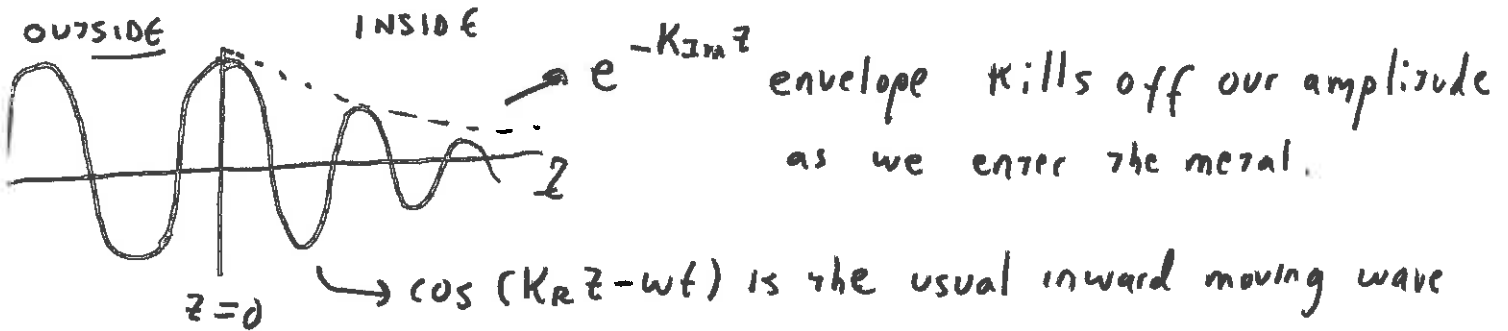 OUTSIDE INSIDE
e^{-K_{Im} z} envelope kills off our amplitude
as we enter the metal.
z
z=0
cos (K_R z - wt) is the usual inward moving wave